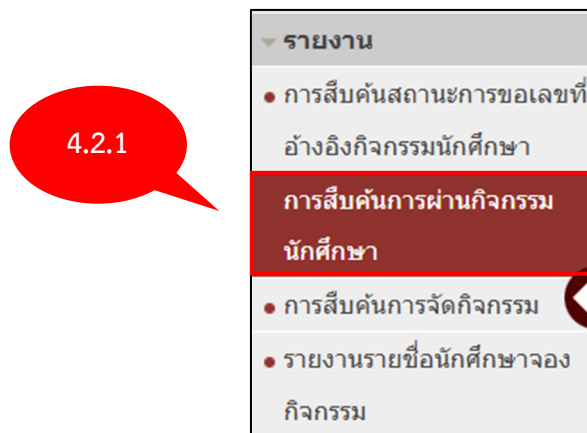 รายงาน
การสืบค้นสถานะการขอเลขที่
อ้างอิงกิจกรรมนักศึกษา
4.2.1
การสืบค้นการผ่านกิจกรรม
นักศึกษา
การสืบค้นการจัดกิจกรรม
รายงานรายชื่อนักศึกษาจอง
กิจกรรม